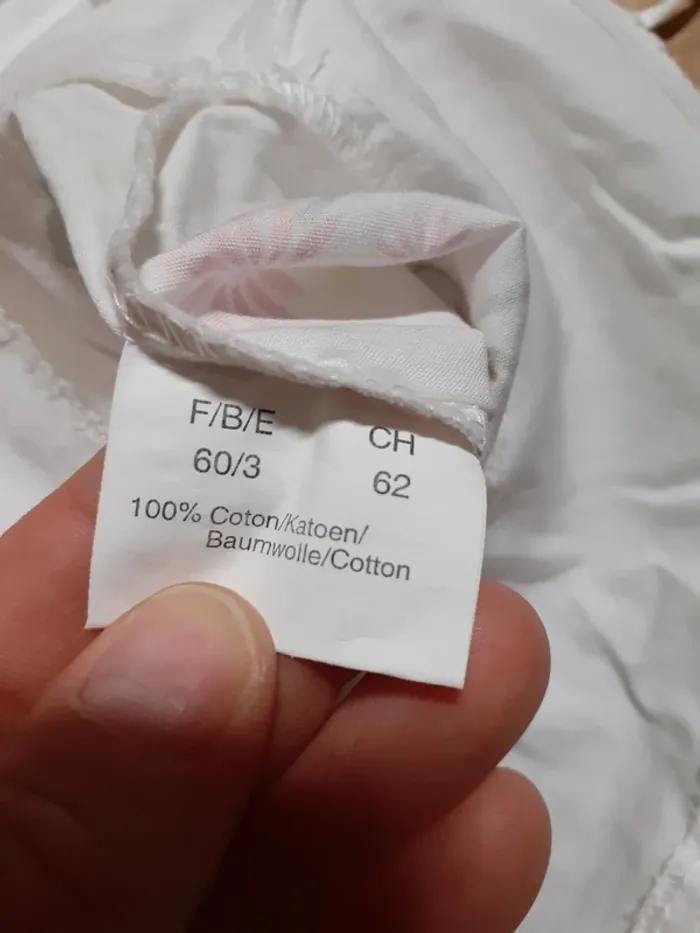 F/B/E CH
60/3 62
100% Coton/Katoen/
Baumwolle/Cotton